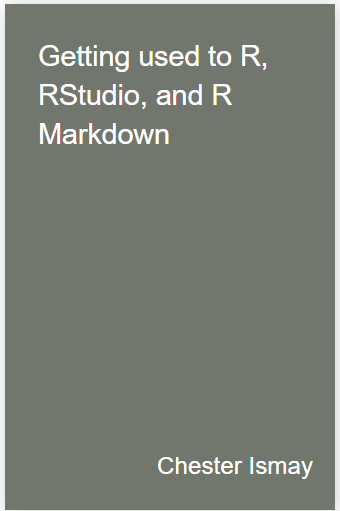 Getting used to R,
RStudio, and R
Markdown
Chester Ismay